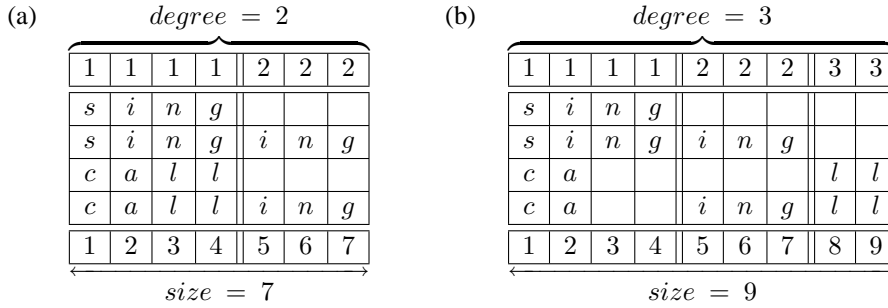 (a) degree = 2
1 1 1 1 2 2 2
s i n g
s i n g i n g
c a l l
c a l l i n g
1 2 3 4 5 6 7
size = 7
(b) degree = 3
1 1 1 1 2 2 2 3 3
s i n g
s i n g i n g
c a l l
c a i n g l l
1 2 3 4 5 6 7 8 9
size = 9